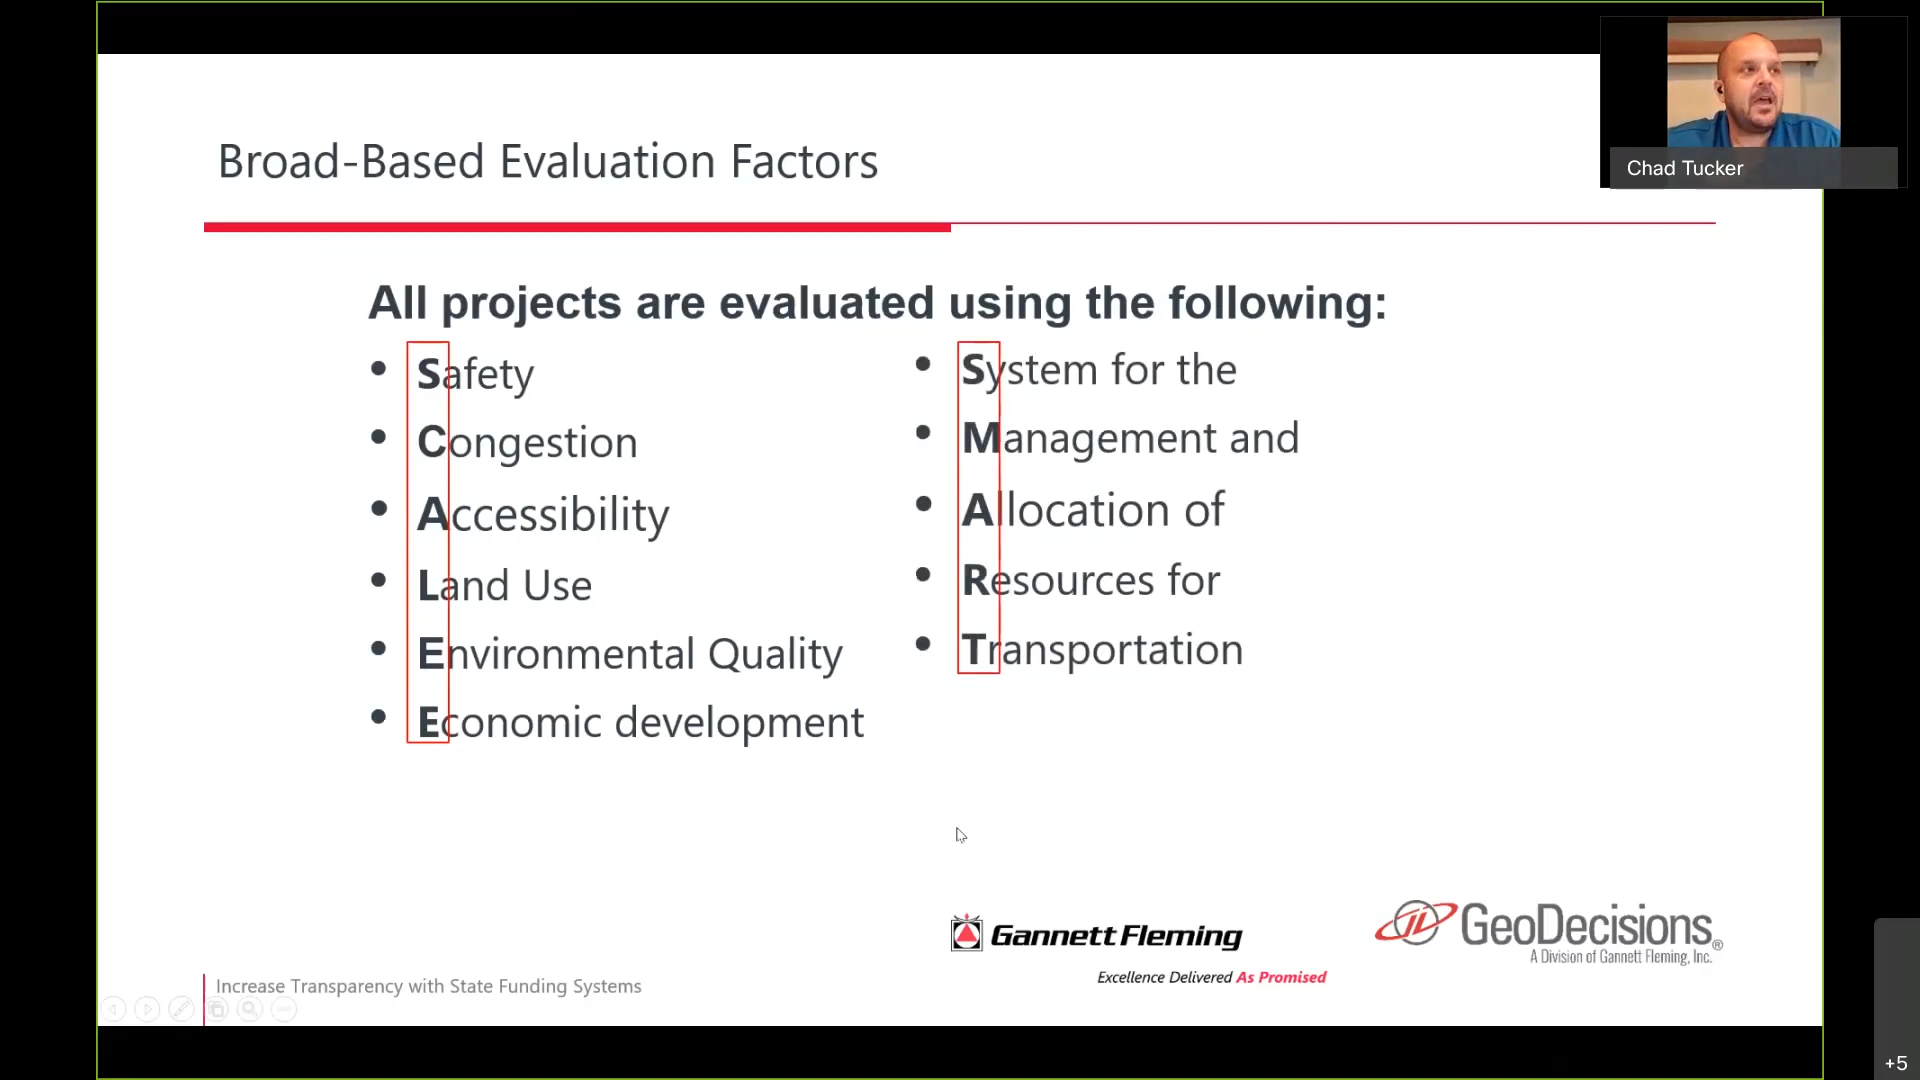 Chad Tucker
Broad-Based Evaluation Factors
All projects are evaluated using the following:
• Safety
• Congestion
• Accessibility
• Land Use
• Environmental Quality
• Economic development
• System for the
• Management and
• Allocation of
• Resources for
• Transportation
Gannett Fleming
Excellence Delivered As Promised
GeoDecisions®
A Division of Gannett Fleming, Inc.
Increase Transparency with State Funding Systems
+5